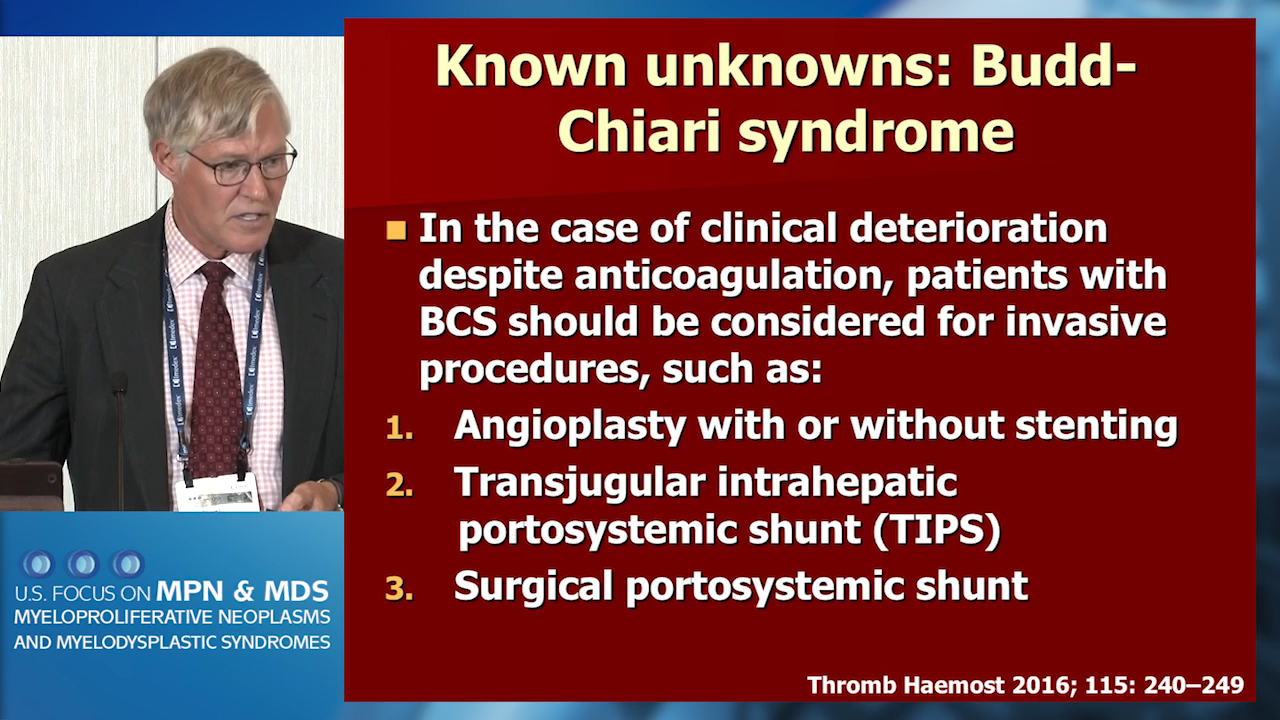 Known unknowns: Budd-
Chiari syndrome
In the case of clinical deterioration
despite anticoagulation, patients with
BCS should be considered for invasive
procedures, such as:
1. Angioplasty with or without stenting
2. Transjugular intrahepatic
portosystemic shunt (TIPS)
3. Surgical portosystemic shunt
Thromb Haemost 2016; 115: 240–249
Imedex
U.S. FOCUS ON MPN & MDS
MYELOPROLIFERATIVE NEOPLASMS
AND MYELODYSPLASTIC SYNDROMES